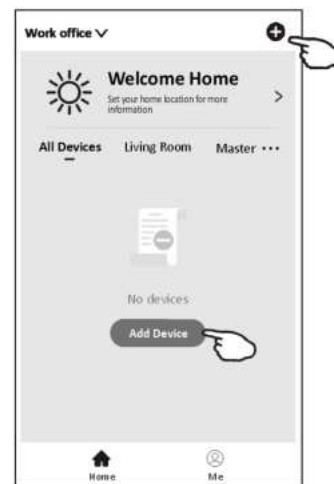 Work office
Welcome Home
Set your home location for more
information
All Devices Living Room Master ...
No devices
Add Device
Home Me